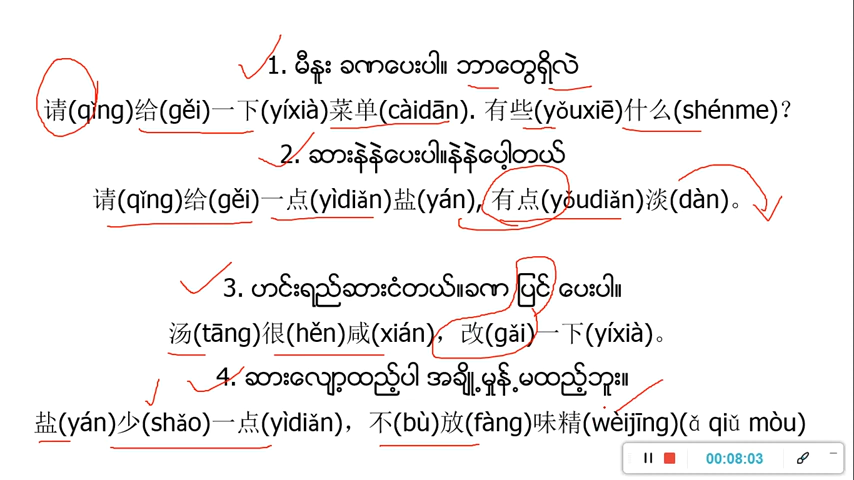 1. မီနူး ခဏပေးပါ။ ဘာတွေရှိလဲ
请(qǐng)给(gěi)一下(yíxià)菜单(càidān). 有些(yǒuxiē)什么(shénme)?
2. ဆားနဲနဲပေးပါ။နဲနဲပေါ့တယ်
请(qǐng)给(gěi)一点(yìdiǎn)盐(yán), 有点(yǒudiǎn)淡(dàn)。
3. ဟင်းရည်ဆားငံတယ်။ခဏ ပြင် ပေးပါ။
汤(tāng)很(hěn)咸(xián)，改(gǎi)一下(yíxià)。
4. ဆားလျော့ထည့်ပါ အချို့မှုန့်မထည့်ဘူး။
盐(yán)少(shǎo)一点(yìdiǎn)，不(bù)放(fàng)味精(wèijīng)(ǎ qiǔ mòu)
00:08:03